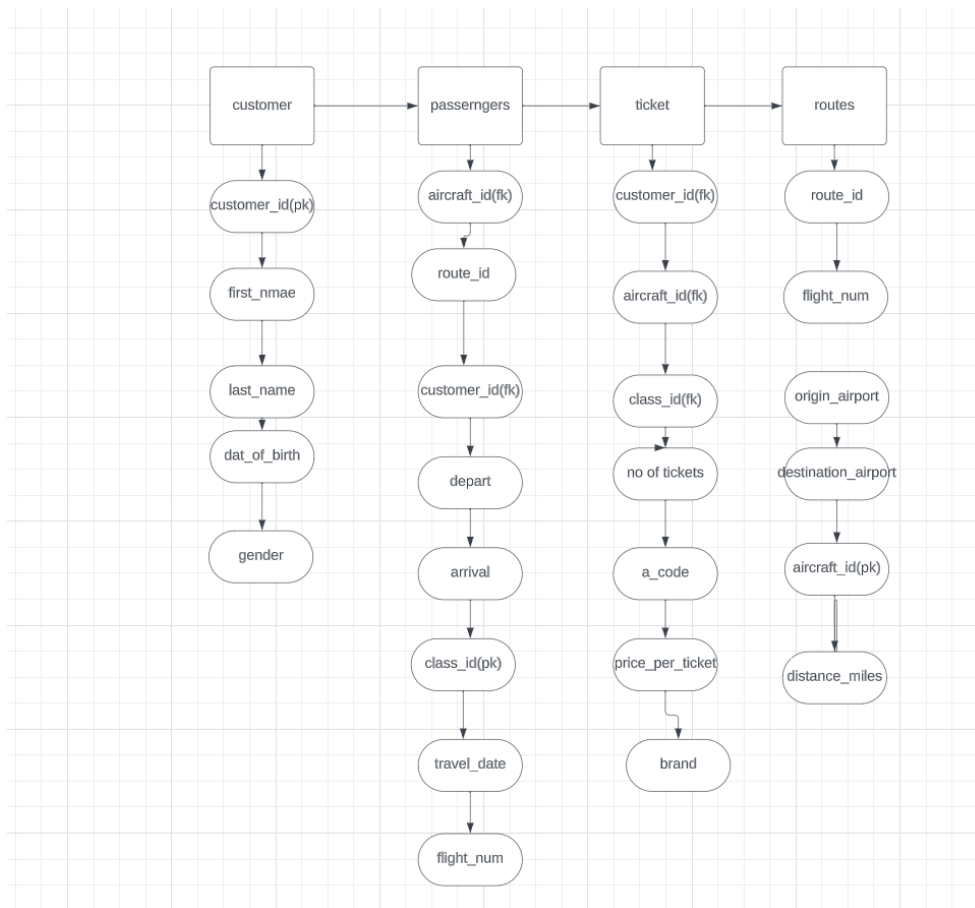 customer
passerngers
ticket
routes
customer_id(pk)
first_nmae
last_name
dat_of_birth
gender
aircraft_id(fk)
route_id
customer_id(fk)
depart
arrival
class_id(pk)
travel_date
flight_num
customer_id(fk)
aircraft_id(fk)
class_id(fk)
no of tickets
a_code
price_per_ticket
brand
route_id
flight_num
origin_airport
destination_airport
aircraft_id(pk)
distance_miles